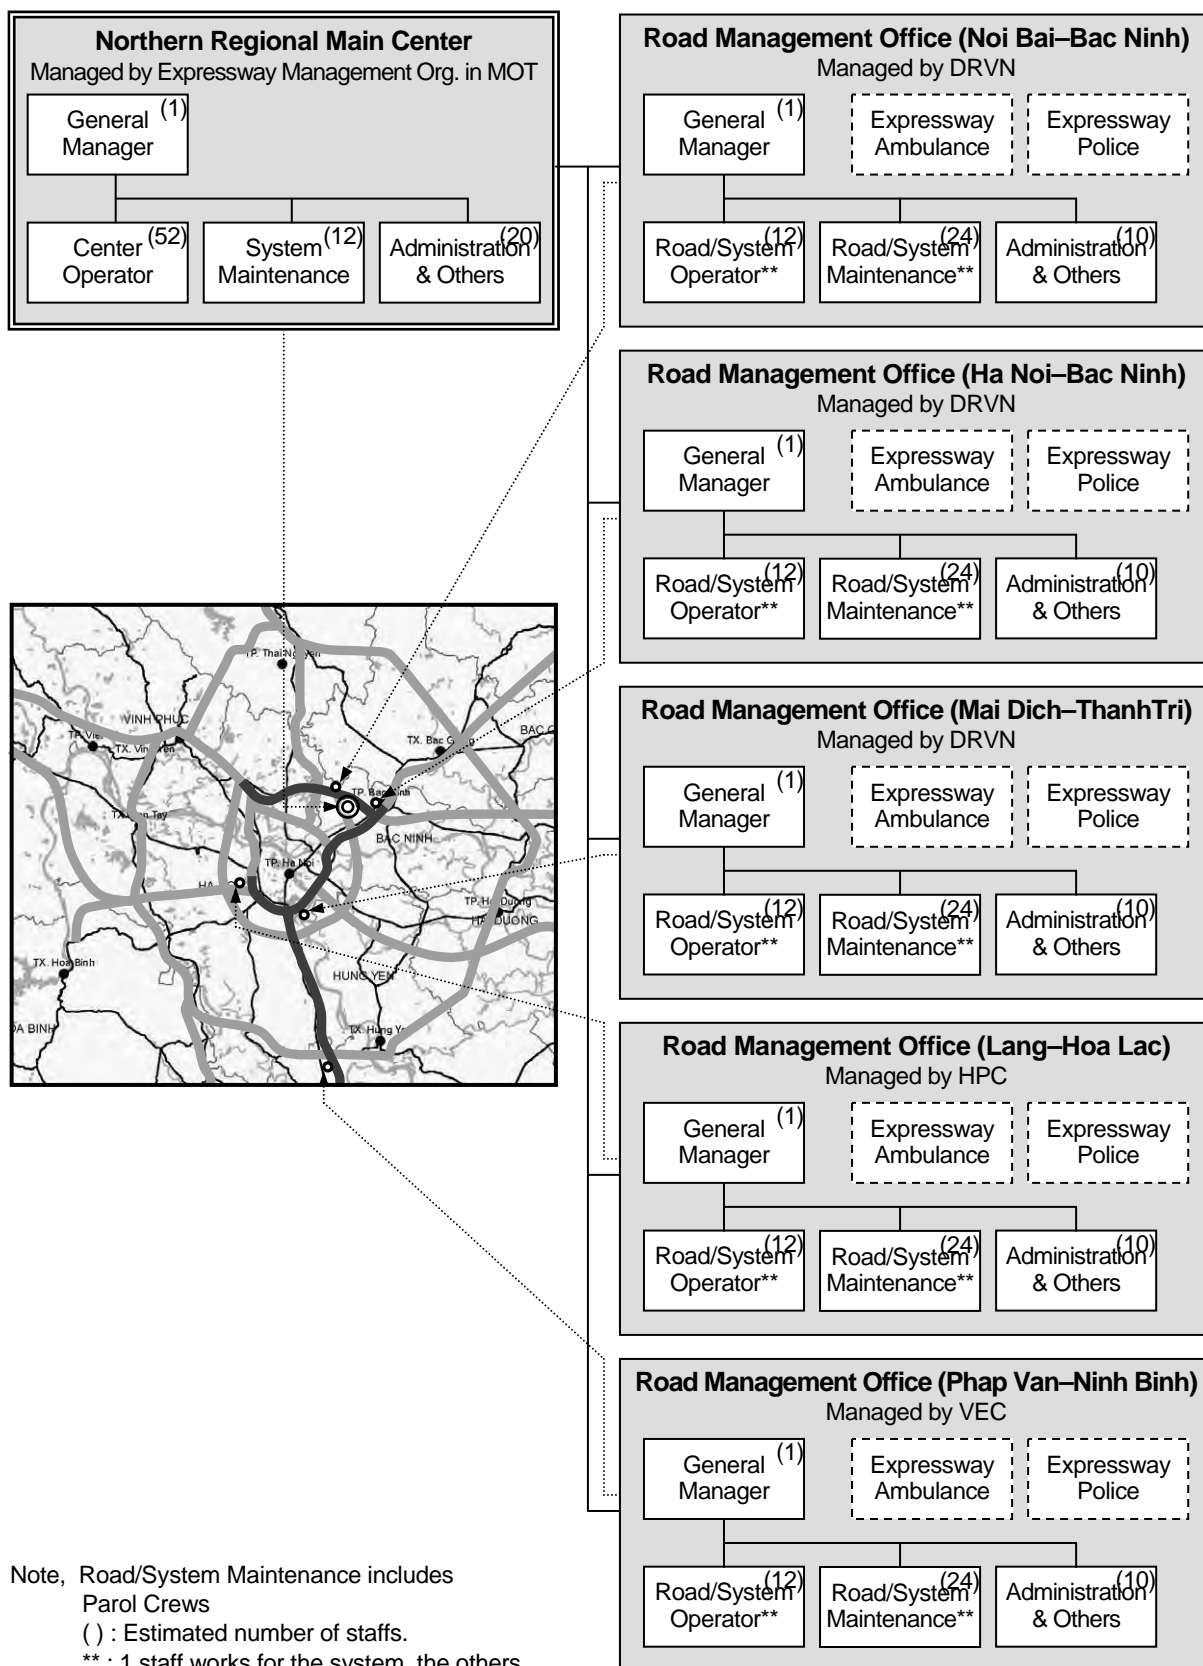 Northern Regional Main Center
Managed by Expressway Management Org. in MOT
General (1)
Manager
Center (52)
Operator
System (12)
Maintenance
Administration (20)
& Others
Road Management Office (Noi Bai–Bac Ninh)
Managed by DRVN
General (1)
Manager
Expressway
Ambulance
Expressway
Police
Road/System (12)
Operator**
Road/System (24)
Maintenance**
Administration (10)
& Others
Road Management Office (Ha Noi–Bac Ninh)
Managed by DRVN
General (1)
Manager
Expressway
Ambulance
Expressway
Police
Road/System (12)
Operator**
Road/System (24)
Maintenance**
Administration (10)
& Others
TP. Thai Nguyen
VINH PHUC
TX. Vinh Yen
TX. Bac Giang
TP. Bac Ninh
BAC NINH
TP. Ha Noi
TP. Hai Duong
HAI DUONG
TX. Hoa Binh
HUNG YEN
TX. Hung Ye
A BINH
Road Management Office (Mai Dich–ThanhTri)
Managed by DRVN
General (1)
Manager
Expressway
Ambulance
Expressway
Police
Road/System (12)
Operator**
Road/System (24)
Maintenance**
Administration (10)
& Others
Road Management Office (Lang–Hoa Lac)
Managed by HPC
General (1)
Manager
Expressway
Ambulance
Expressway
Police
Road/System (12)
Operator**
Road/System (24)
Maintenance**
Administration (10)
& Others
Road Management Office (Phap Van–Ninh Binh)
Managed by VEC
General (1)
Manager
Expressway
Ambulance
Expressway
Police
Road/System (12)
Operator**
Road/System (24)
Maintenance**
Administration (10)
& Others
Note, Road/System Maintenance includes
Parol Crews
( ) : Estimated number of staffs.
** : 1 staff works for the system, the others